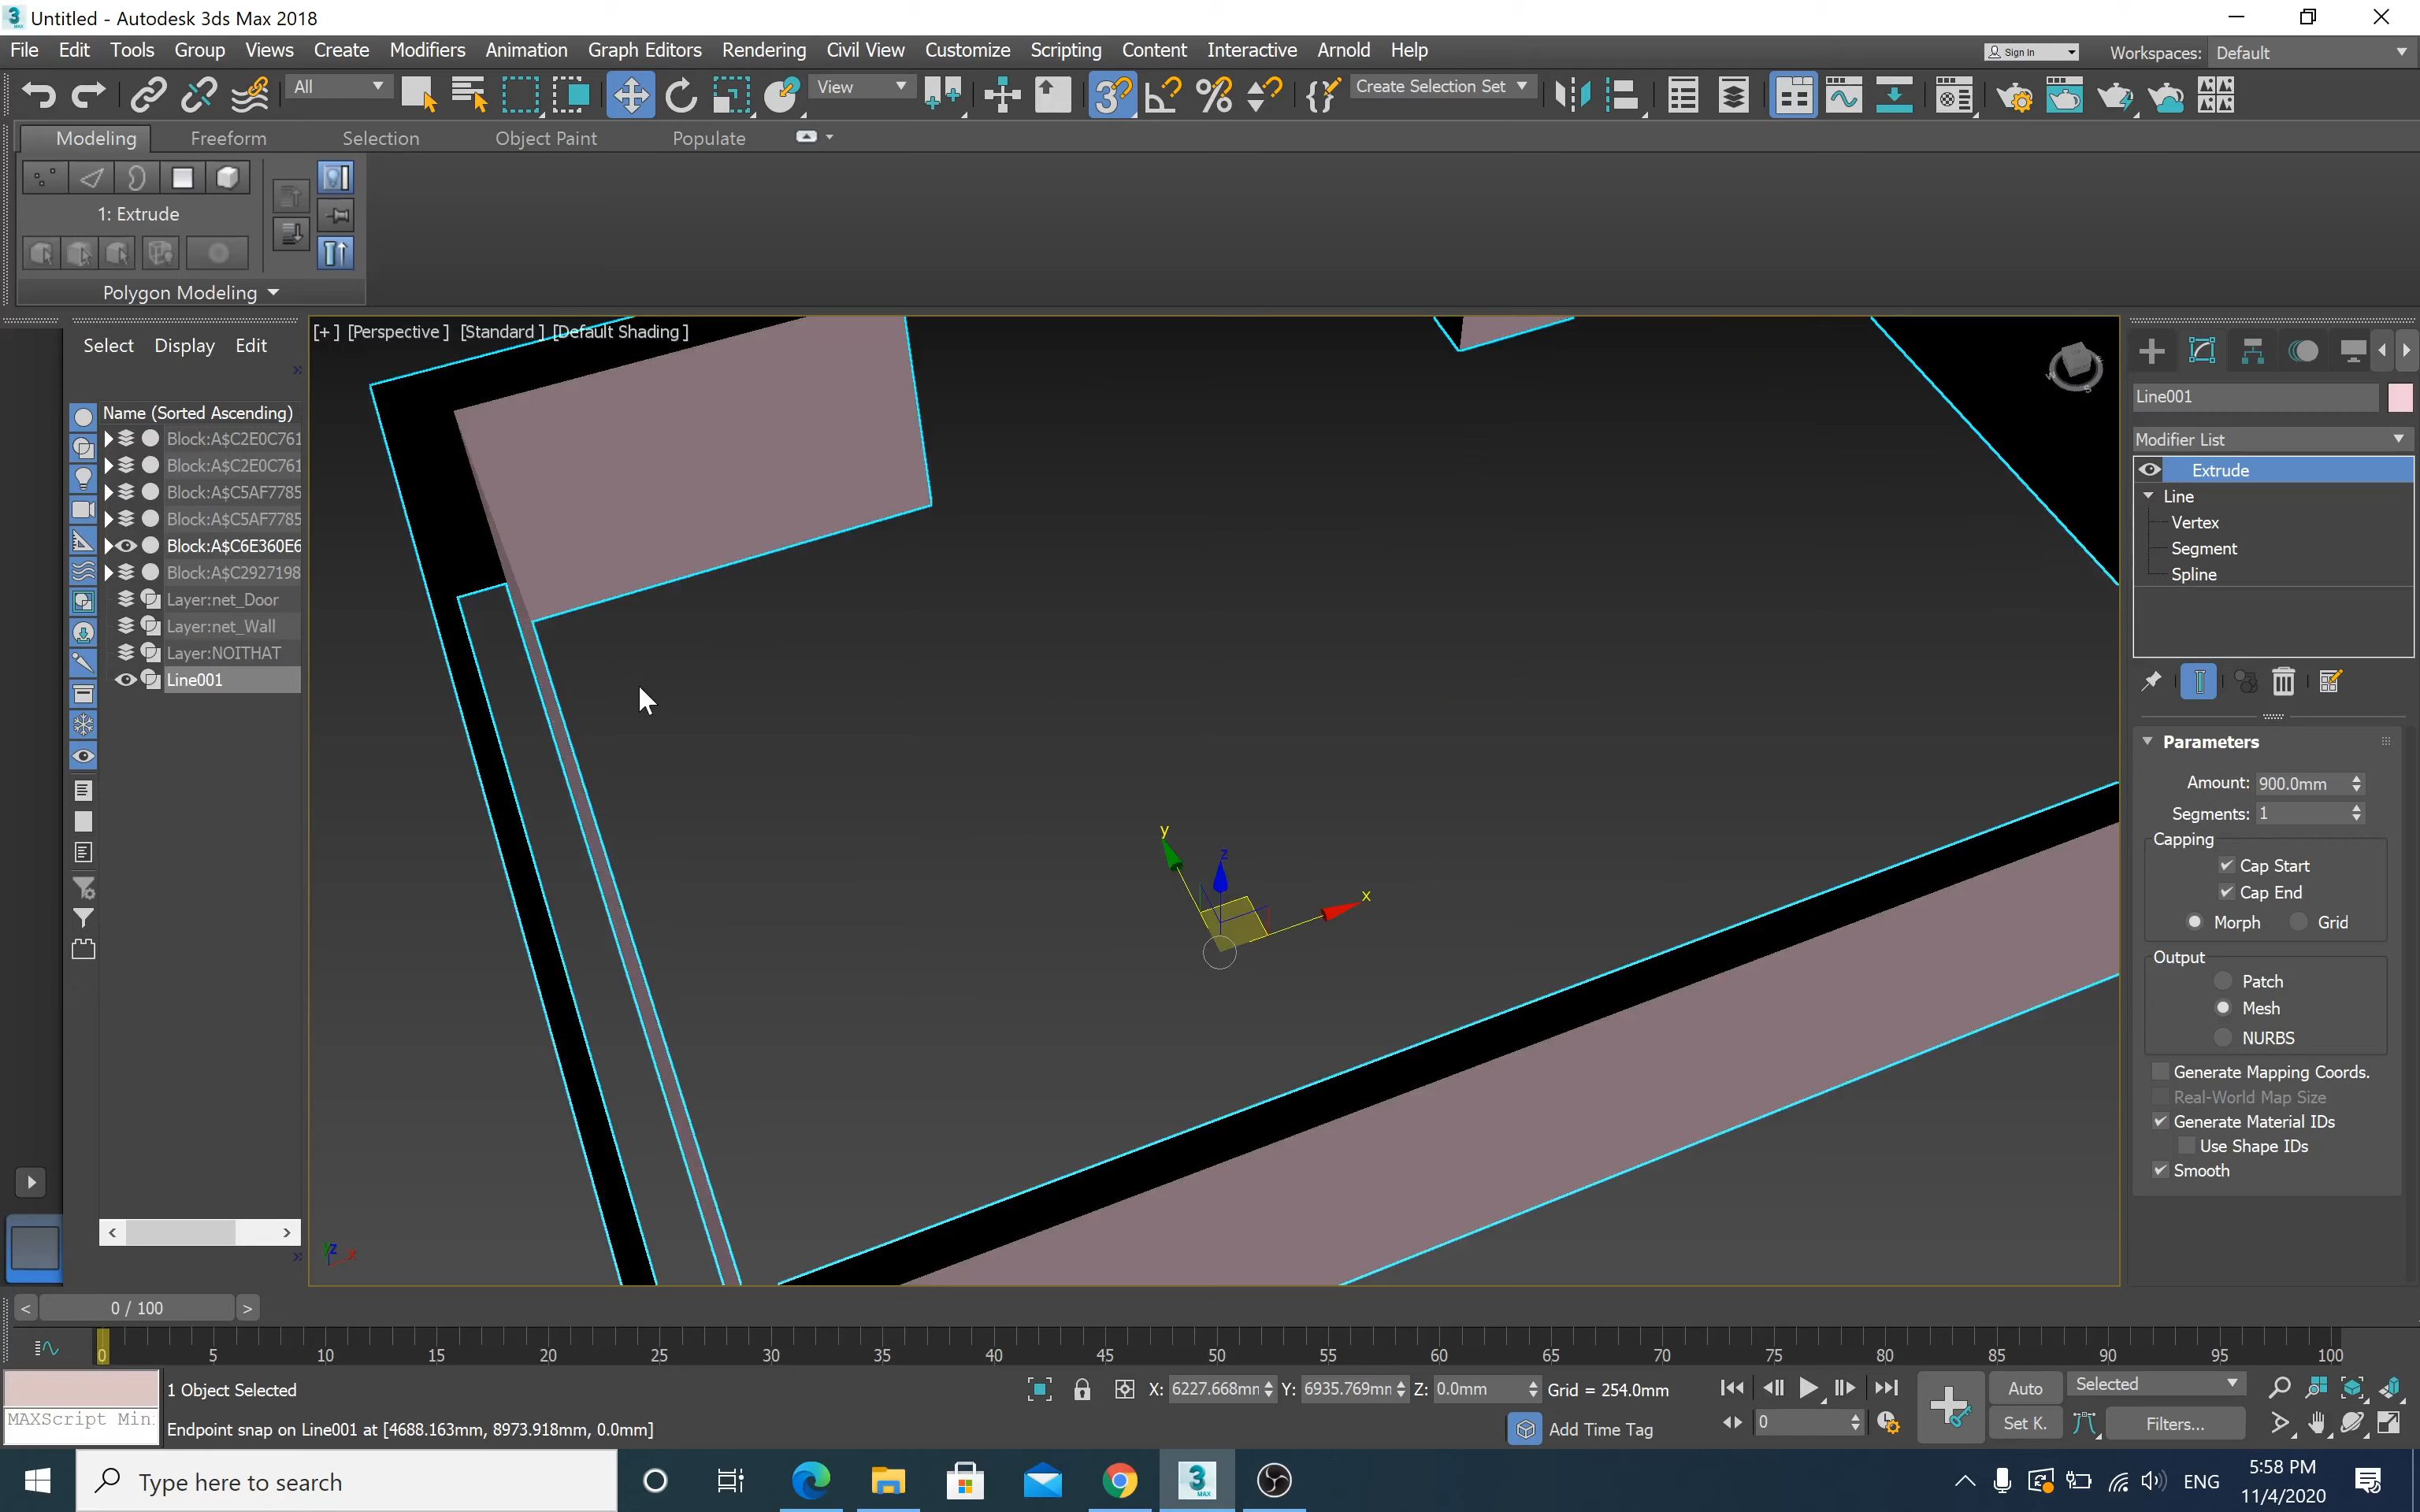 Untitled - Autodesk 3ds Max 2018
File Edit Tools Group Views Create Modifiers Animation Graph Editors Rendering Civil View Customize Scripting Content Interactive Arnold Help
Sign In
Workspaces: Default
All
View
Create Selection Set
Modeling Freeform Selection Object Paint Populate
1: Extrude
Polygon Modeling
Select Display Edit
Name (Sorted Ascending)
Block:A$C2E0C761
Block:A$C2E0C761
Block:A$C5AF7785
Block:A$C5AF7785
Block:A$C6E360E6
Block:A$C2927198
Layer:net_Door
Layer:net_Wall
Layer:NOITHAT
Line001
[+] [Perspective] [Standard] [Default Shading]
y
z
x
Line001
Modifier List
Extrude
Line
Vertex
Segment
Spline
Parameters
Amount: 900.0mm
Segments: 1
Capping
Cap Start
Cap End
Morph Grid
Output
Patch
Mesh
NURBS
Generate Mapping Coords.
Real-World Map Size
Generate Material IDs
Use Shape IDs
Smooth
< 0 / 100 >
0 5 10 15 20 25 30 35 40 45 50 55 60 65 70 75 80 85 90 95 100
1 Object Selected
X: 6227.668mm Y: 6935.769mm Z: 0.0mm Grid = 254.0mm
Auto Selected
MAXScript Min
Endpoint snap on Line001 at [4688.163mm, 8973.918mm, 0.0mm]
Add Time Tag
0
Set K. Filters...
Type here to search
ENG
5:58 PM
11/4/2020